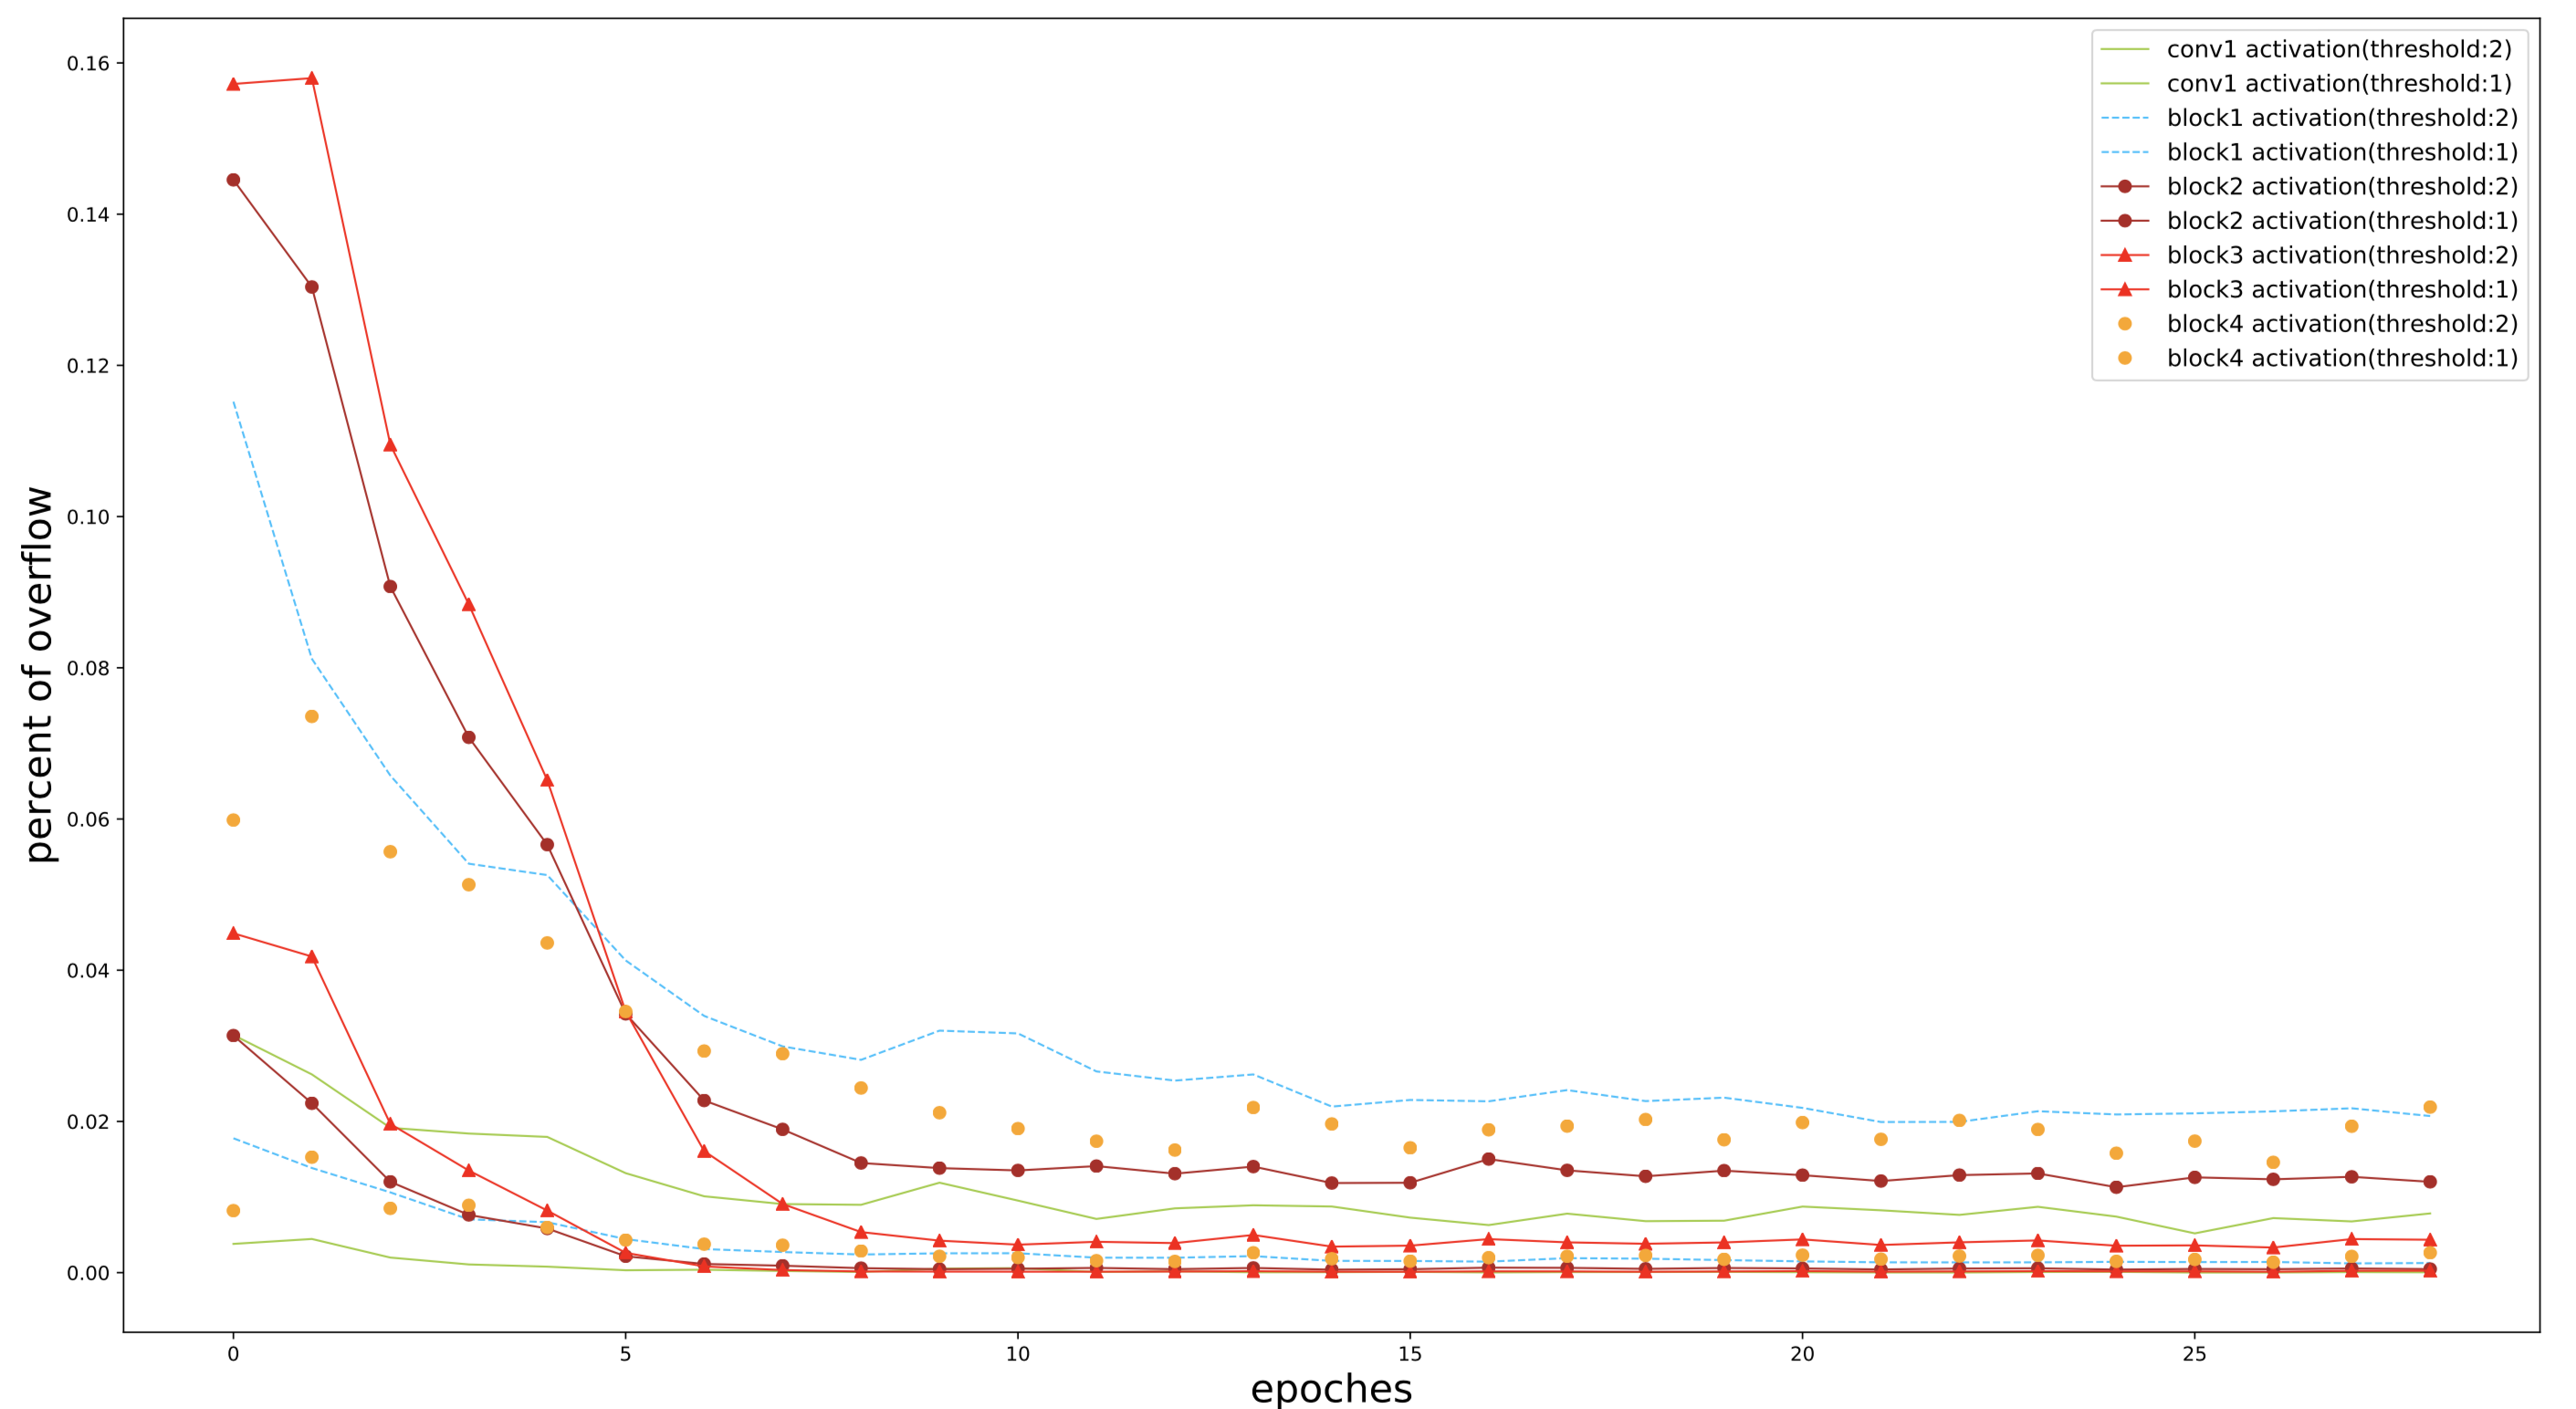 percent of overflow
0.16
0.14
0.12
0.10
0.08
0.06
0.04
0.02
0.00
conv1 activation(threshold:2)
conv1 activation(threshold:1)
block1 activation(threshold:2)
block1 activation(threshold:1)
block2 activation(threshold:2)
block2 activation(threshold:1)
block3 activation(threshold:2)
block3 activation(threshold:1)
block4 activation(threshold:2)
block4 activation(threshold:1)
0 5 10 15 20 25
epoches